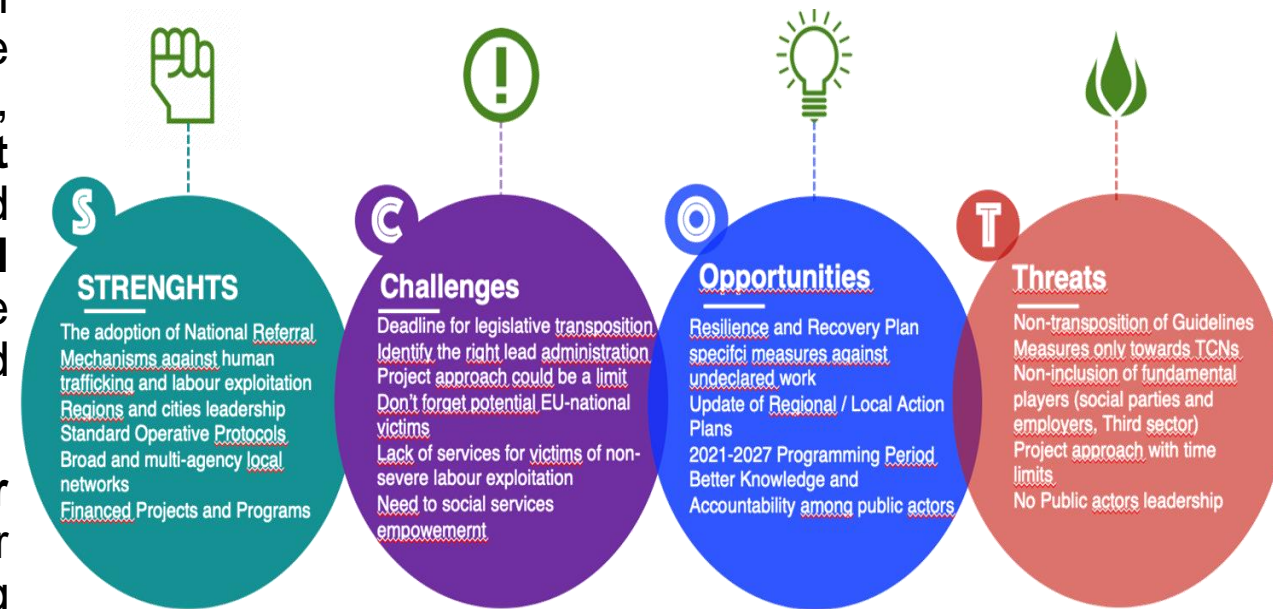 S
STRENGHTS
The adoption of National Referral
Mechanisms against human
trafficking and labour exploitation
Regions and cities leadership
Standard Operative Protocols
Broad and multi-agency local
networks
Financed Projects and Programs
C
Challenges
Deadline for legislative transposition
Identify the right lead administration
Project approach could be a limit
Don't forget potential EU-national
victims
Lack of services for victims of non-
severe labour exploitation
Need to social services
empowernt
O
Opportunities
Resilience and Recovery Plan
specifci measures against
undeclared work
Update of Regional / Local Action
Plans
2021-2027 Programming Period
Better Knowledge and
Accountability among public actors
T
Threats
Non-transposition of Guidelines
Measures only towards TCNs
Non-inclusion of fundamental
players (social parties and
employers, Third sector)
Project approach with time
limits
No Public actors leadership